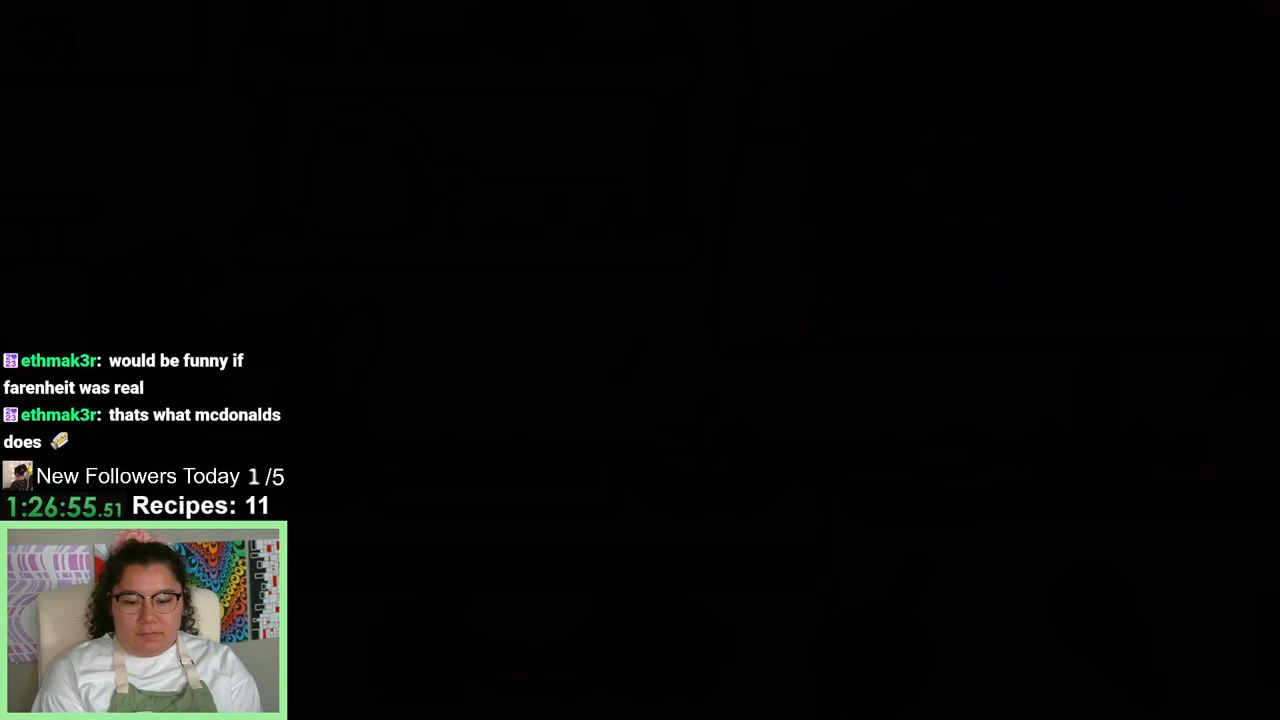 ethmak3r: would be funny if
farenheit was real
ethmak3r: thats what mcdonalds
does
New Followers Today 1 /5
1:26:55.51 Recipes: 11